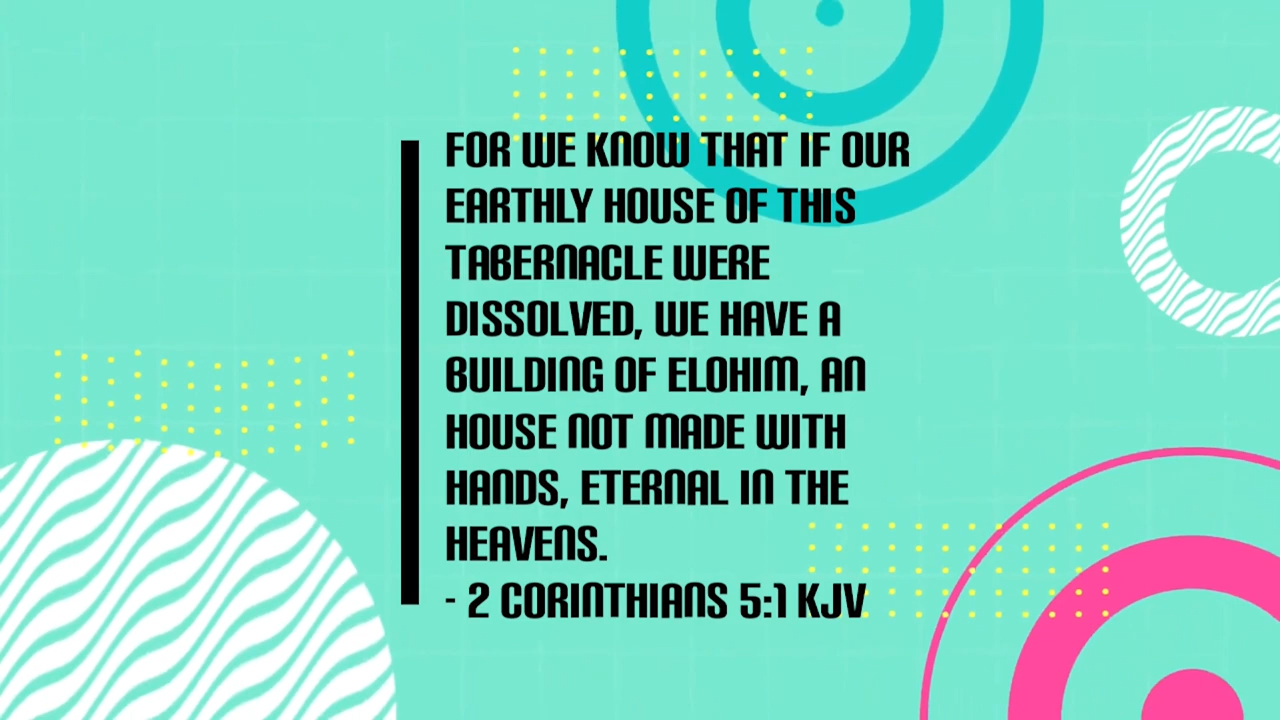 FOR WE KNOW THAT IF OUR
EARTHLY HOUSE OF THIS
TABERNACLE WERE
DISSOLVED, WE HAVE A
BUILDING OF ELOHIM, AN
HOUSE NOT MADE WITH
HANDS, ETERNAL IN THE
HEAVENS.
- 2 CORINTHIANS 5:1 KJV